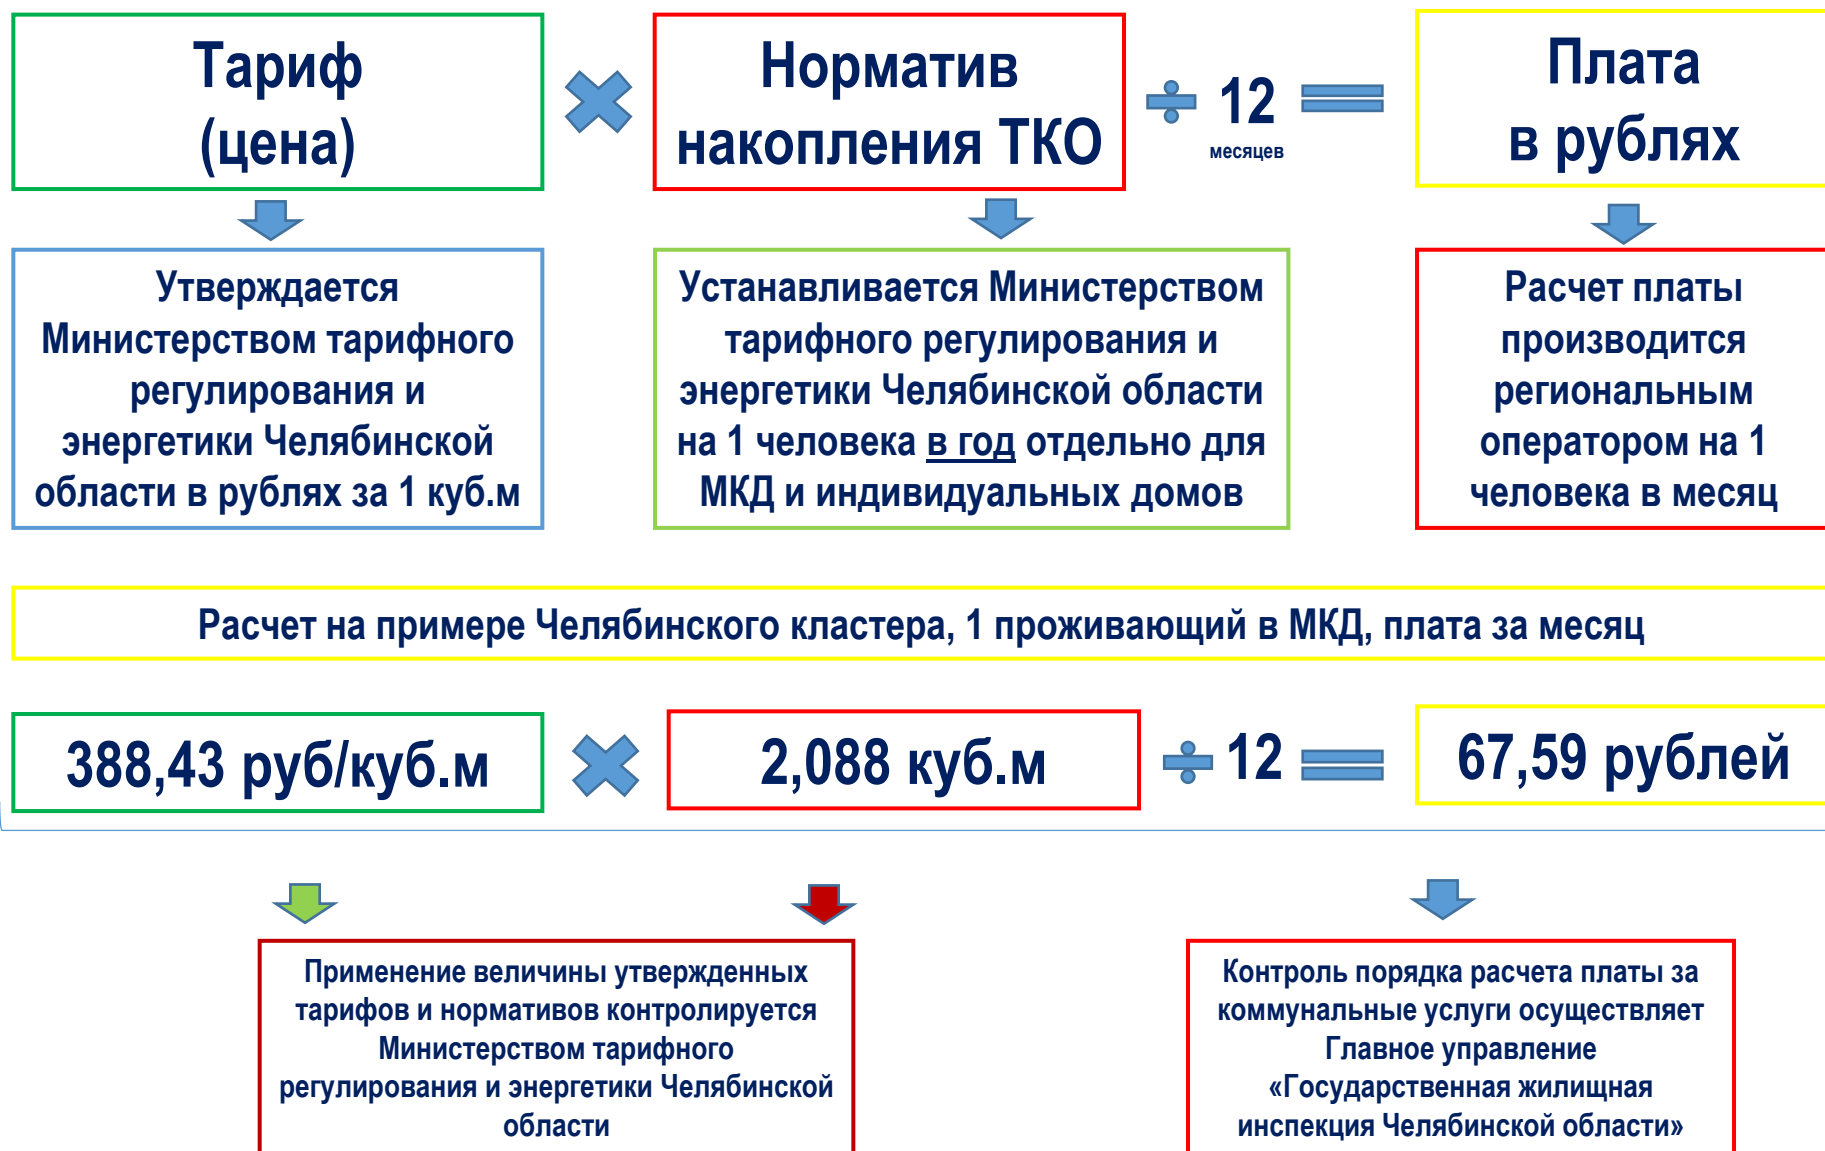 Тариф
(цена)
Норматив
накопления ТКО
12
месяцев
Плата
в рублях
Утверждается
Министерством тарифного
регулирования и
энергетики Челябинской
области в рублях за 1 куб.м
Устанавливается Министерством
тарифного регулирования и
энергетики Челябинской области
на 1 человека в год отдельно для
МКД и индивидуальных домов
Расчет платы
производится
региональным
оператором на 1
человека в месяц
Расчет на примере Челябинского кластера, 1 проживающий в МКД, плата за месяц
388,43 руб/куб.м
2,088 куб.м
12
67,59 рублей
Применение величины утвержденных
тарифов и нормативов контролируется
Министерством тарифного
регулирования и энергетики Челябинской
области
Контроль порядка расчета платы за
коммунальные услуги осуществляет
Главное управление
«Государственная жилищная
инспекция Челябинской области»